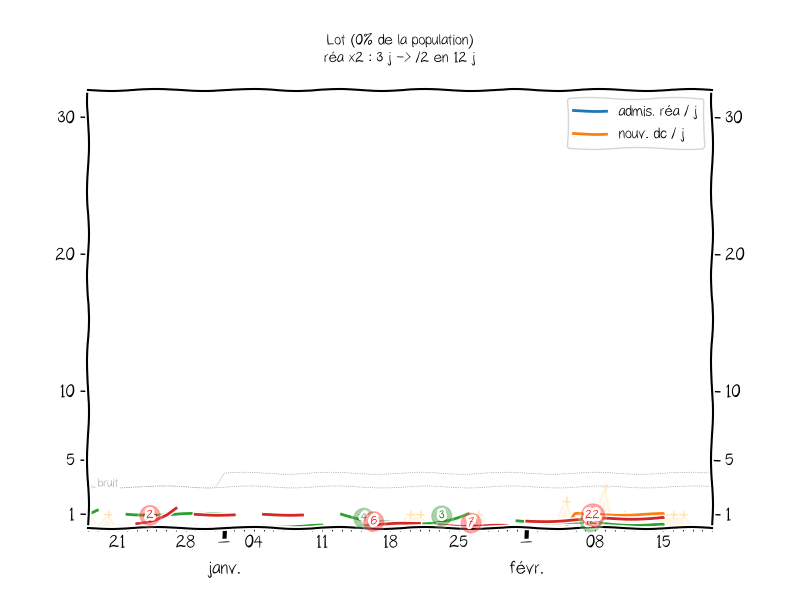 Lot (0% de la population)
réa x2 : 3 j -> /2 en 12 j
admis. réa / j
nouv. dc / j
30 30
20 20
10 10
5 5
bruit
1 1
2 6 3 7 22
21 28 04 11 18 25 08 15
janv. févr.